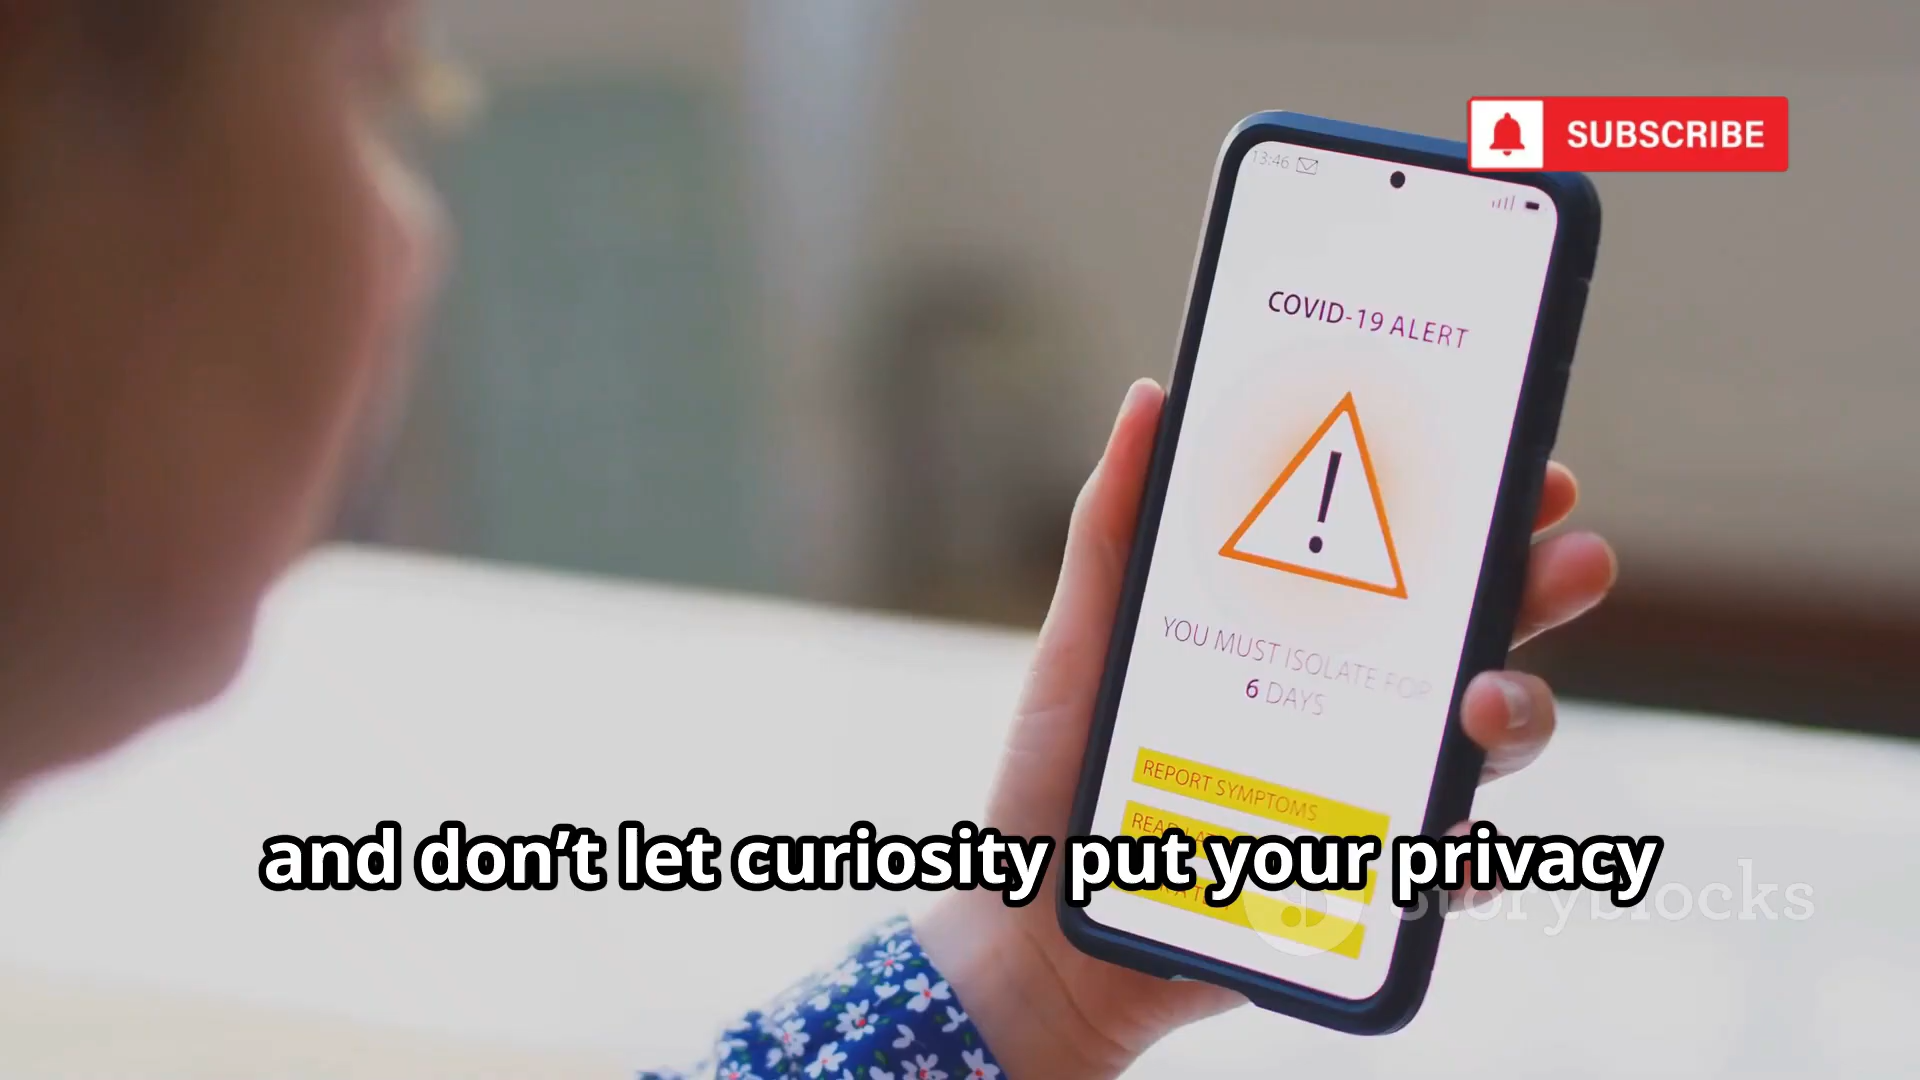 SUBSCRIBE
13:46
COVID-19 ALERT
!
YOU MUST ISOLATE FOR
6 DAYS
REPORT SYMPTOMS
and don’t let curiosity put your privacy
storyblocks